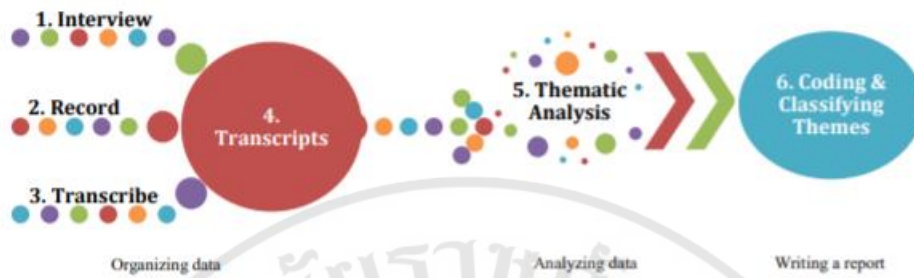 1. Interview
2. Record
3. Transcribe
4.
Transcripts
5. Thematic
Analysis
6. Coding &
Classifying
Themes
Organizing data
Analyzing data
Writing a report